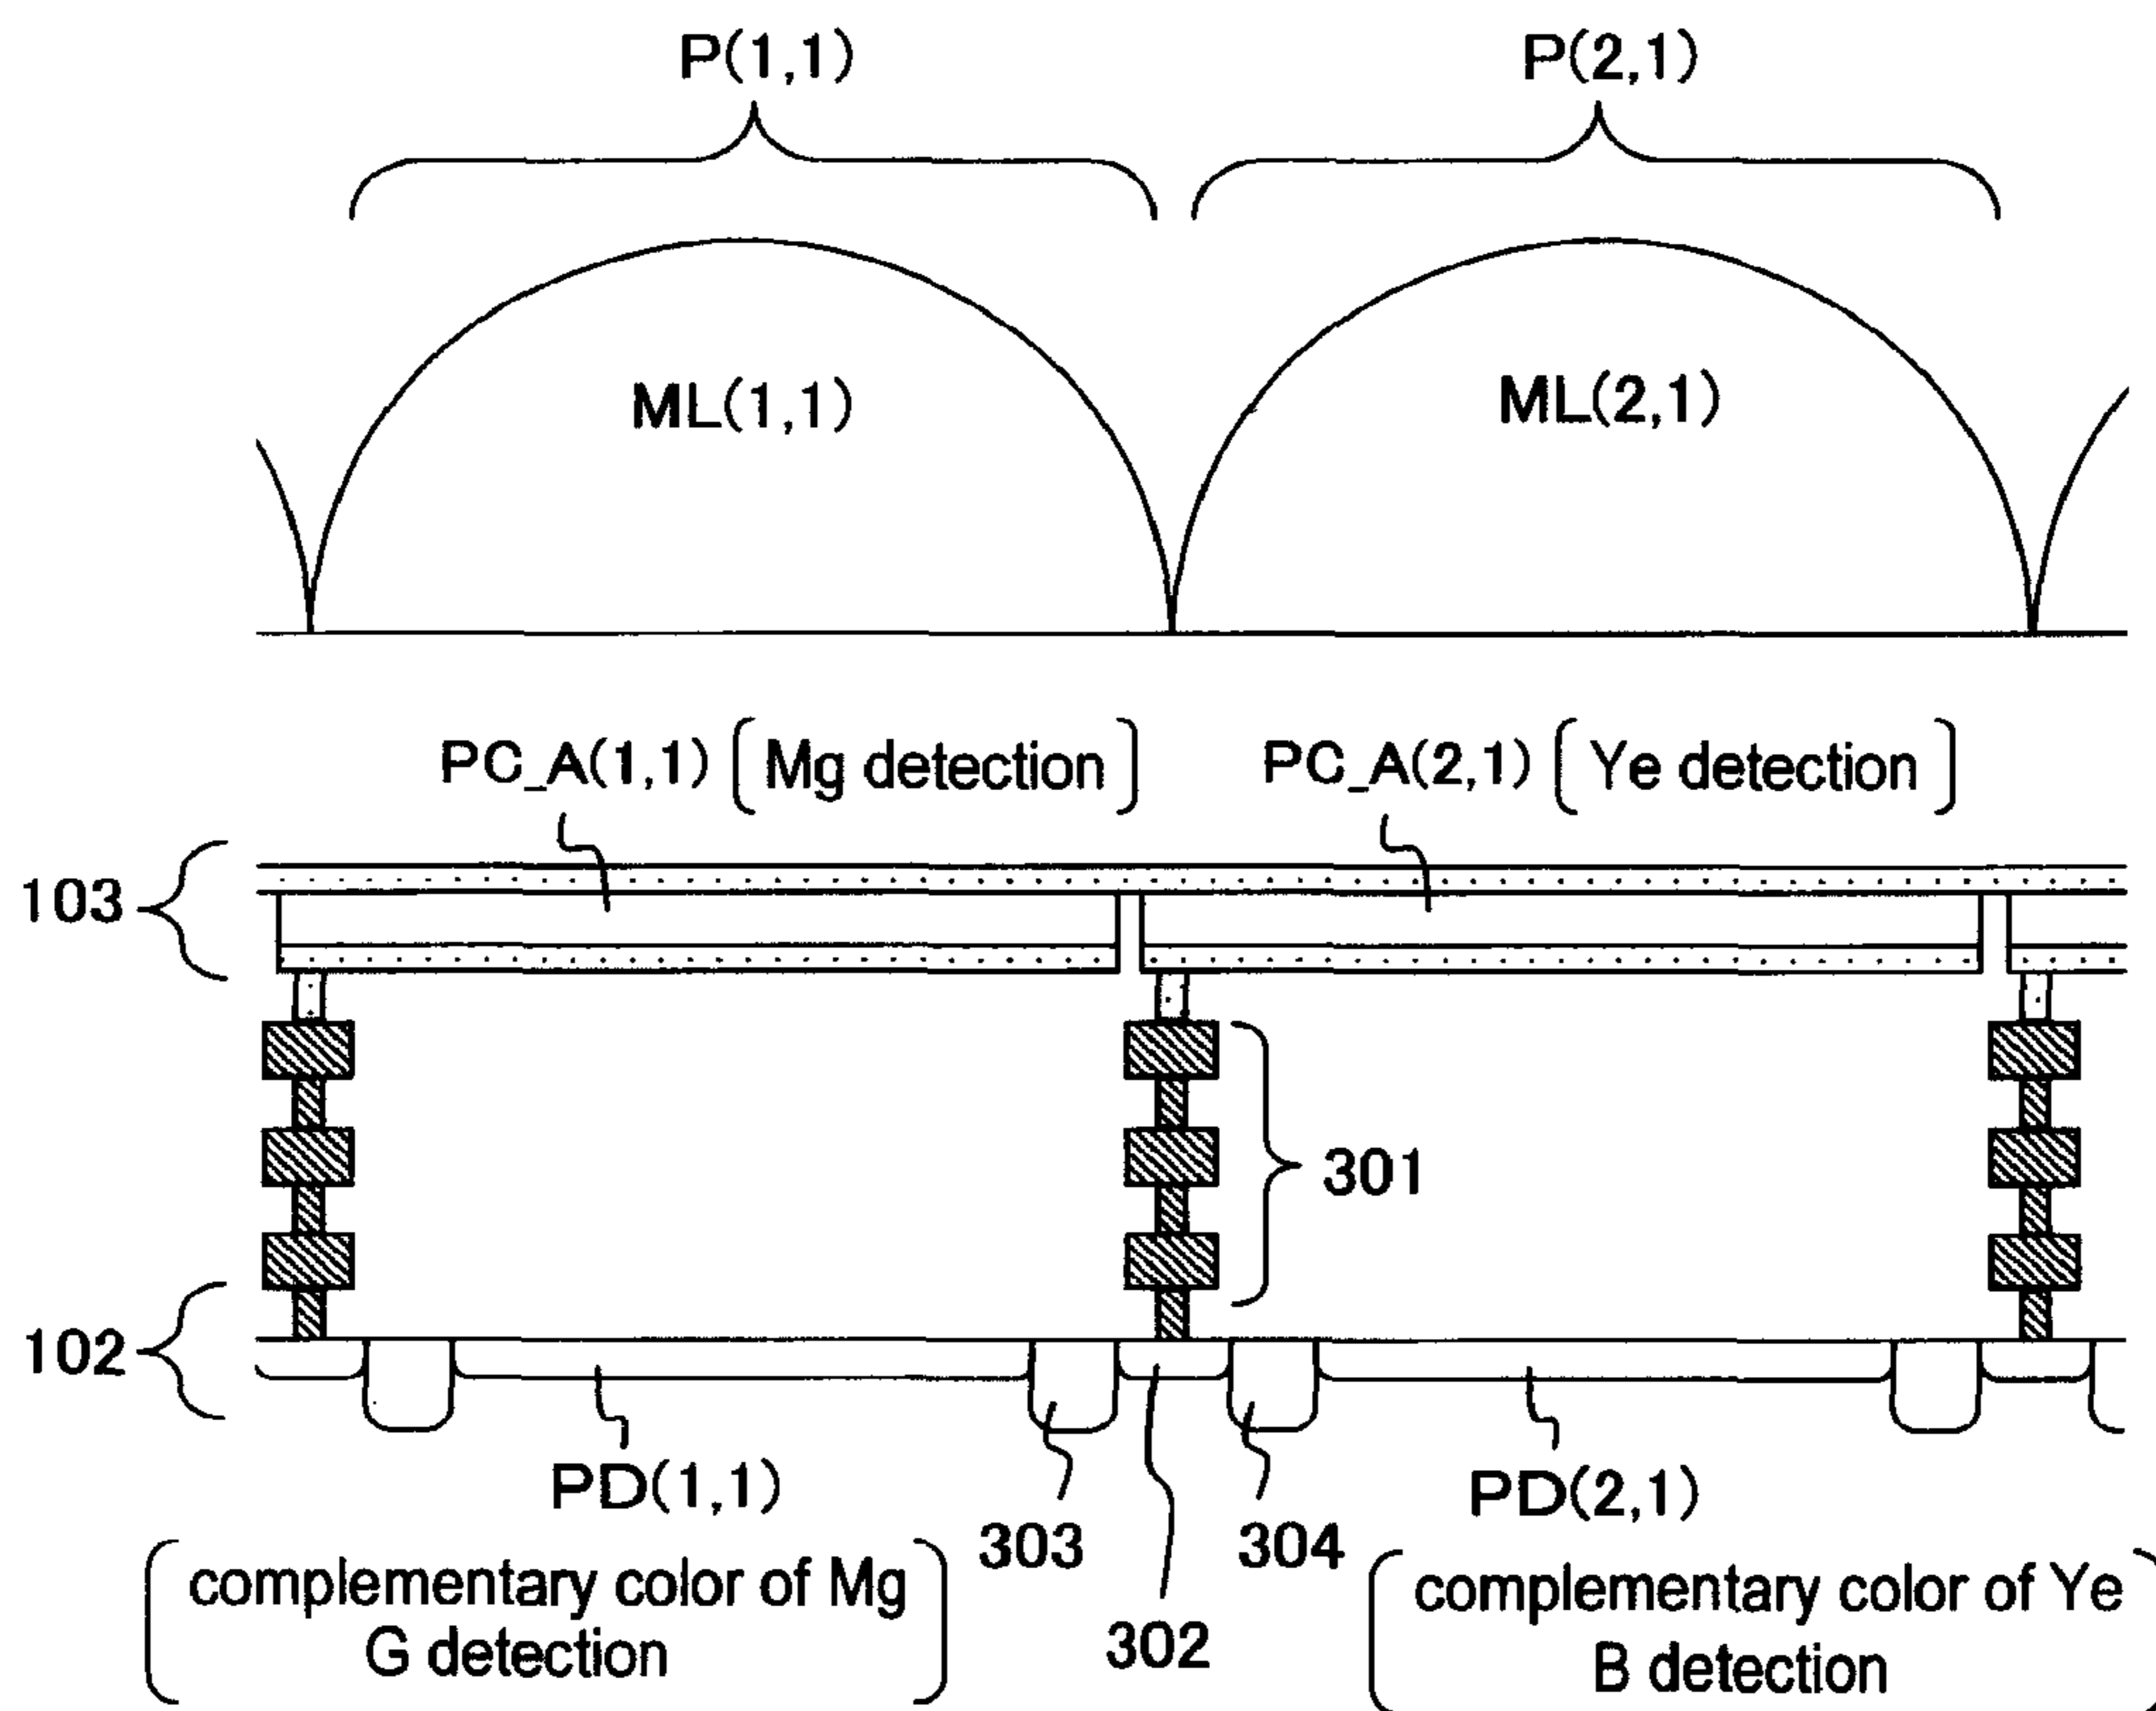 P(1,1)
P(2,1)
ML(1,1)
ML(2,1)
PC_A(1,1) [Mg detection]
PC_A(2,1) [Ye detection]
103
301
102
PD(1,1)
303
304
PD(2,1)
302
complementary color of Mg
G detection
complementary color of Ye
B detection